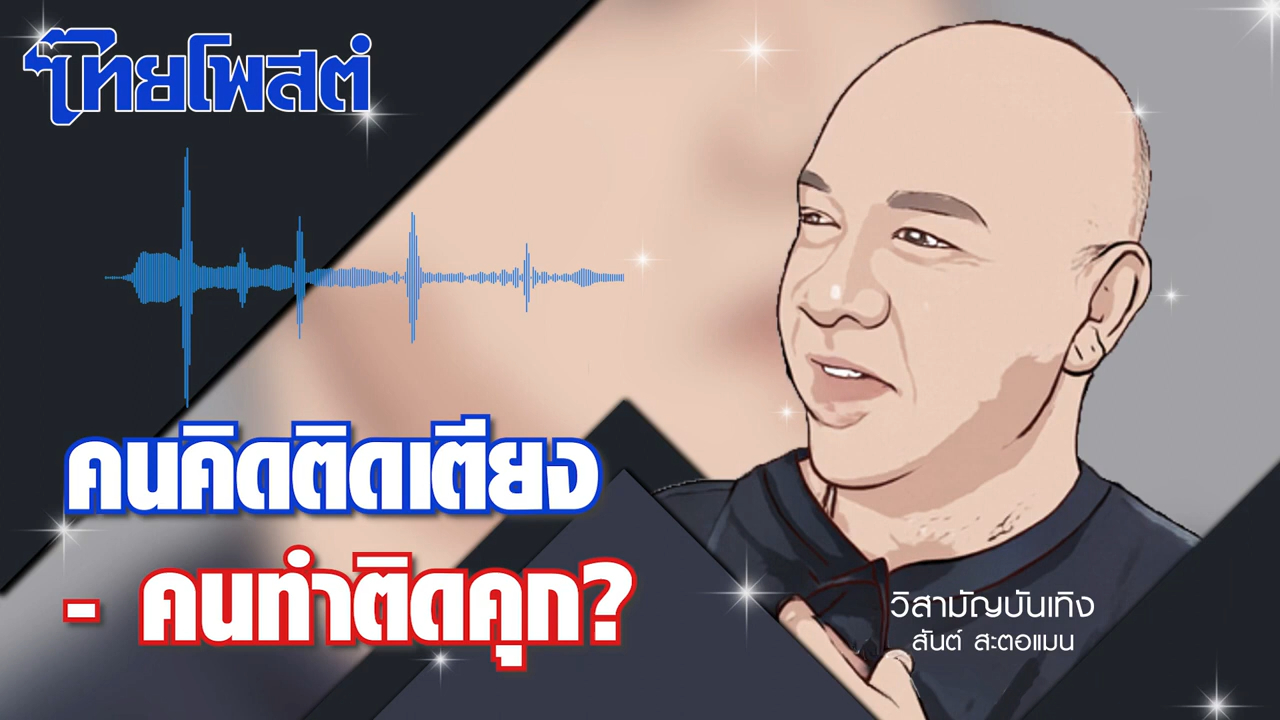 ไทยโพสต์
คนคิดติดเตียง
- คนทำติดคุก?
วิสามัญบันเทิง
สันต์ สะตอแมน